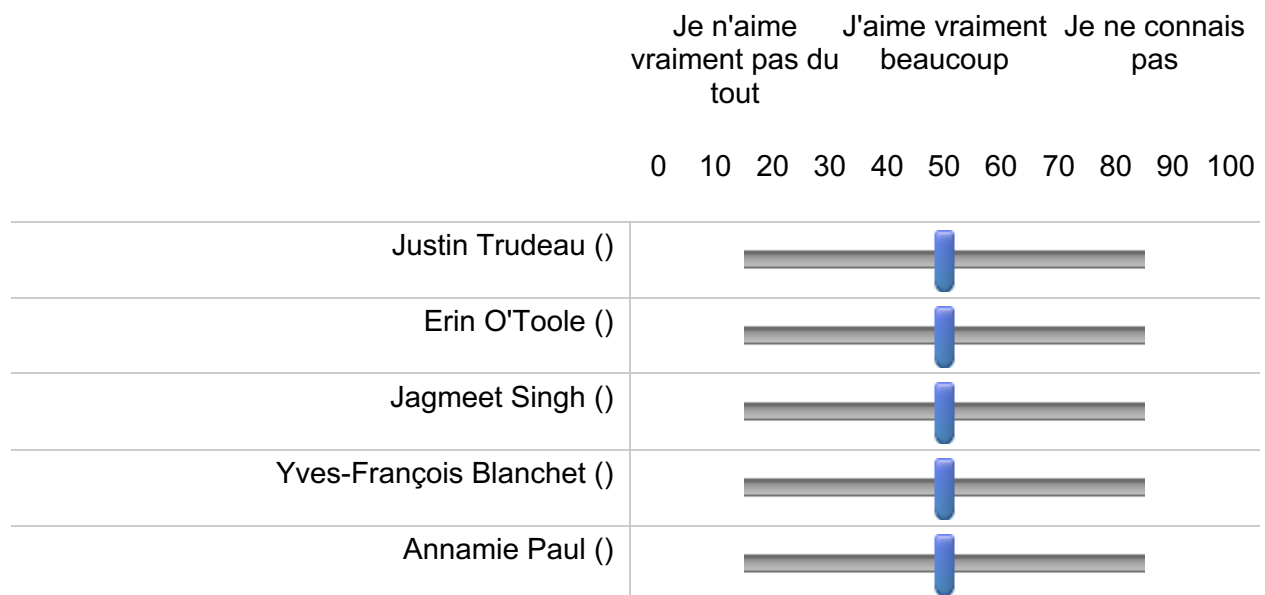 Je n'aime vraiment pas du tout J'aime vraiment beaucoup Je ne connais pas
0 10 20 30 40 50 60 70 80 90 100
Justin Trudeau ()
Erin O'Toole ()
Jagmeet Singh ()
Yves-François Blanchet ()
Annamie Paul ()